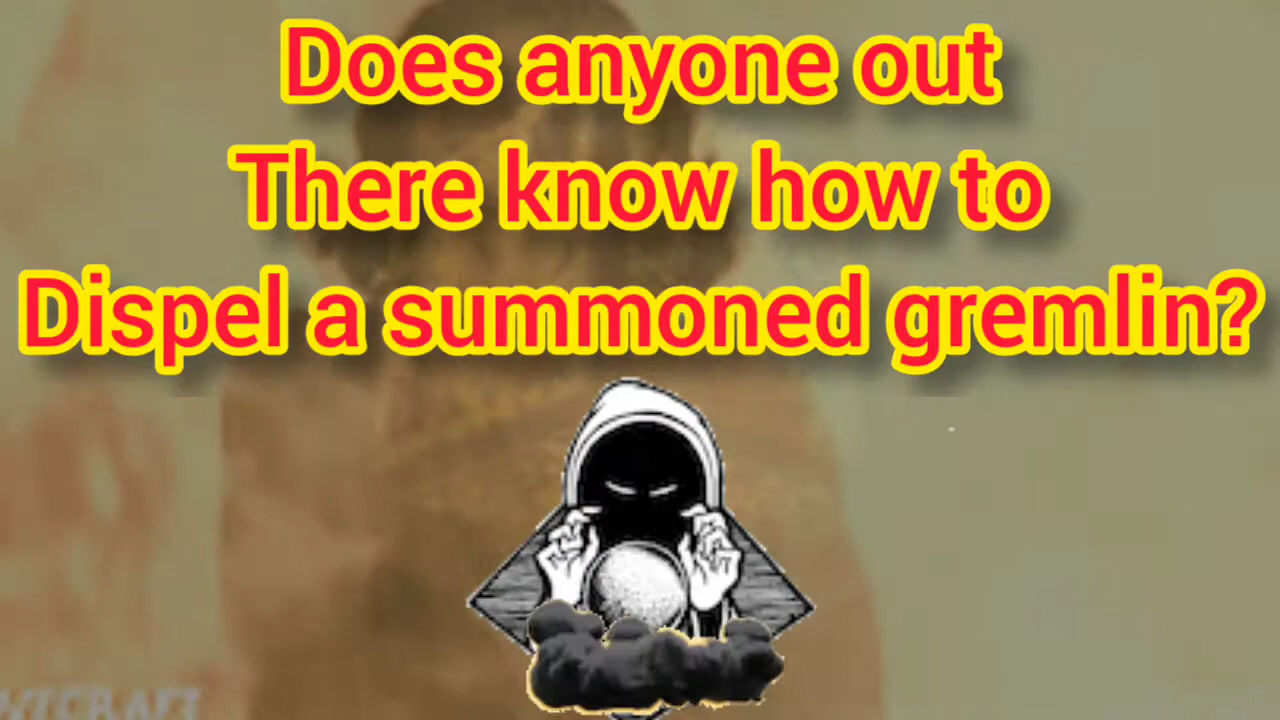 Does anyone out
There know how to
Dispel a summoned gremlin?